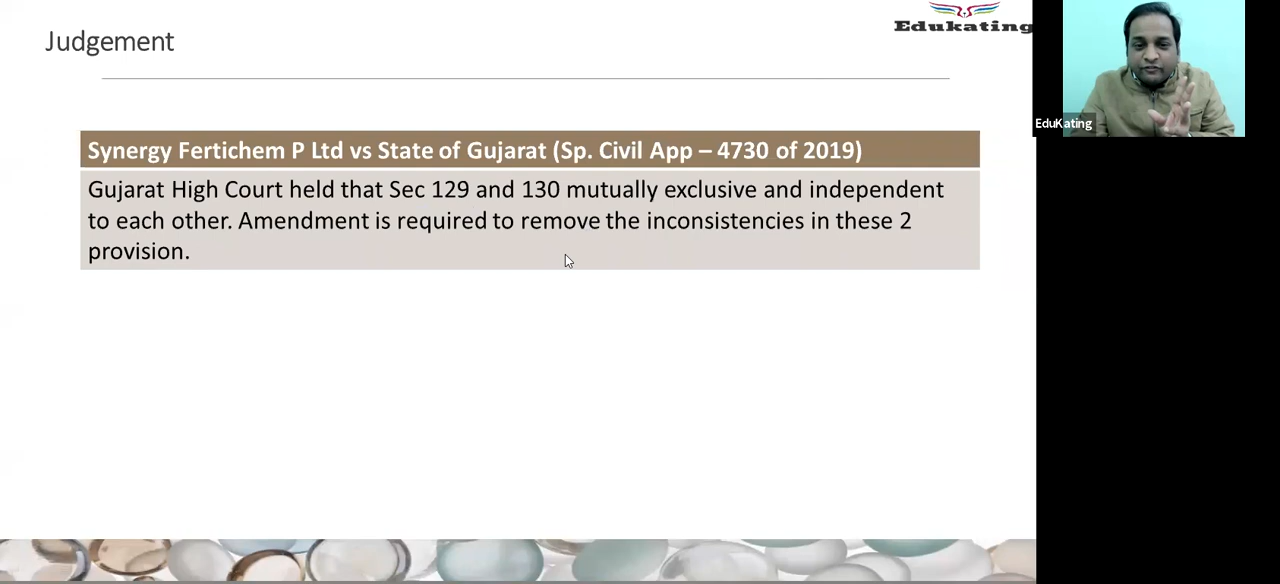 Judgement
Edukating
EduKating
Synergy Fertichem P Ltd vs State of Gujarat (Sp. Civil App – 4730 of 2019)
Gujarat High Court held that Sec 129 and 130 mutually exclusive and independent
to each other. Amendment is required to remove the inconsistencies in these 2
provision.